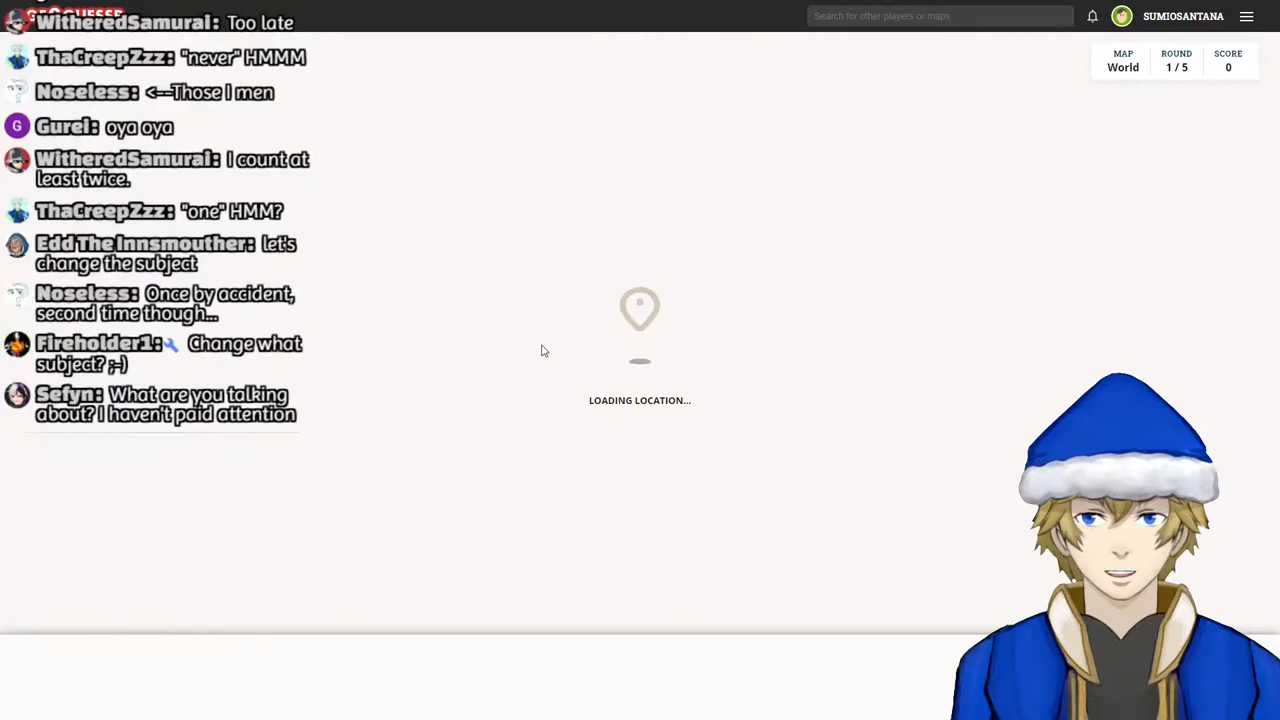 WitheredSamurai: Too late
Search for other players or maps
SUMIOSANTANA
ThaCreepZzz: "never" HMMM
MAP
World
ROUND
1 / 5
SCORE
0
Noseless: <--Those I men
G
Gurei: oya oya
WitheredSamurai: I count at
least twice.
ThaCreepZzz: "one" HMM?
Edd The Innsmouther: let's
change the subject
Noseless: Once by accident,
second time though...
Fireholder1: Change what
subject? ;-)
Sefyn: What are you talking
about? I haven't paid attention
LOADING LOCATION...